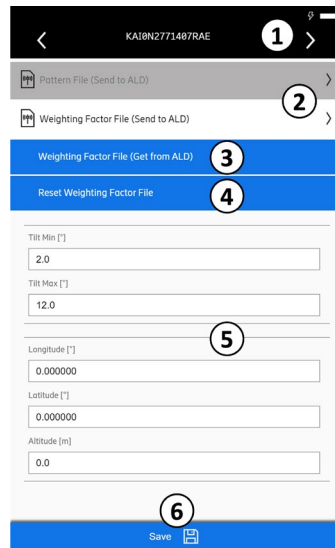 KAI0N2771407RAE
1
Pattern File (Send to ALD)
2
Weighting Factor File (Send to ALD)
Weighting Factor File (Get from ALD)
3
Reset Weighting Factor File
4
Tilt Min [°]
2.0
Tilt Max [°]
12.0
5
Longitude [°]
0.000000
Latitude [°]
0.000000
Altitude [m]
0.0
6
Save